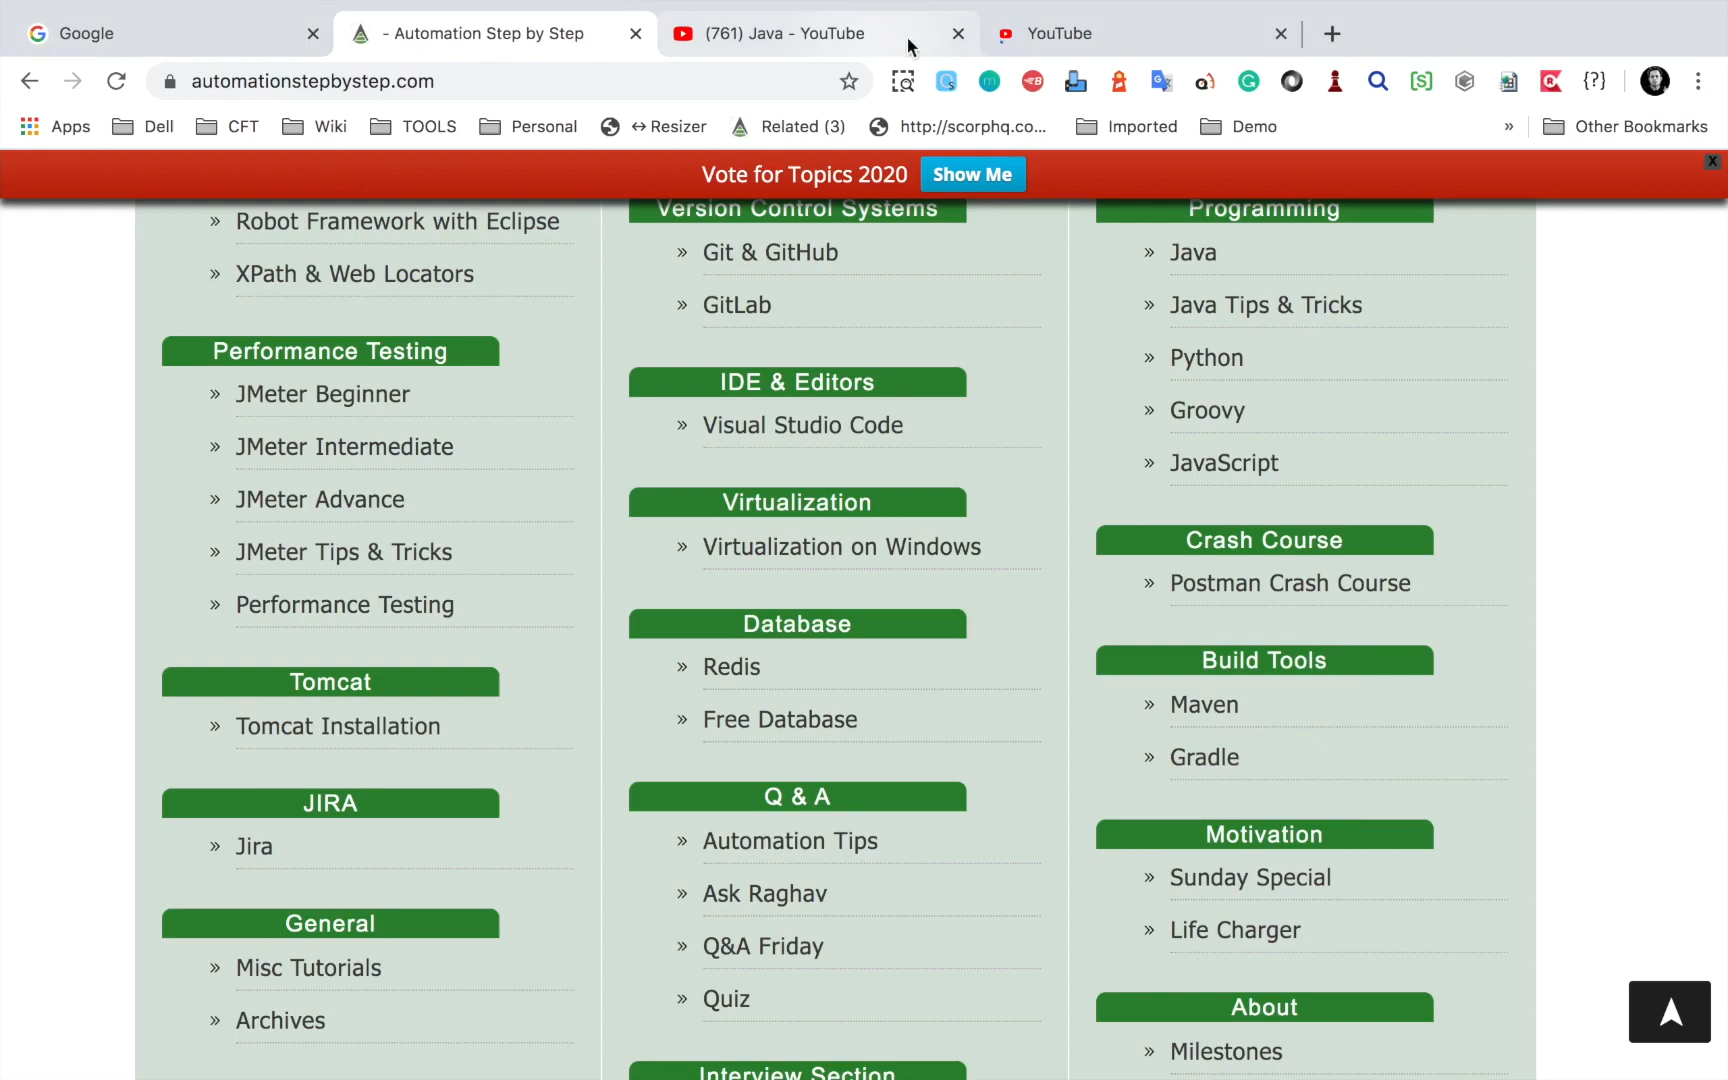 Google
- Automation Step by Step
(761) Java - YouTube
YouTube
automationstepbystep.com
Apps
Dell
CFT
Wiki
TOOLS
Personal
↔Resizer
Related (3)
http://scorphq.co...
Imported
Demo
»
Other Bookmarks
Vote for Topics 2020 Show Me
X
» Robot Framework with Eclipse
» XPath & Web Locators
Performance Testing
» JMeter Beginner
» JMeter Intermediate
» JMeter Advance
» JMeter Tips & Tricks
» Performance Testing
Tomcat
» Tomcat Installation
JIRA
» Jira
General
» Misc Tutorials
» Archives
Version Control Systems
» Git & GitHub
» GitLab
IDE & Editors
» Visual Studio Code
Virtualization
» Virtualization on Windows
Database
» Redis
» Free Database
Q & A
» Automation Tips
» Ask Raghav
» Q&A Friday
» Quiz
Interview Section
Programming
» Java
» Java Tips & Tricks
» Python
» Groovy
» JavaScript
Crash Course
» Postman Crash Course
Build Tools
» Maven
» Gradle
Motivation
» Sunday Special
» Life Charger
About
» Milestones